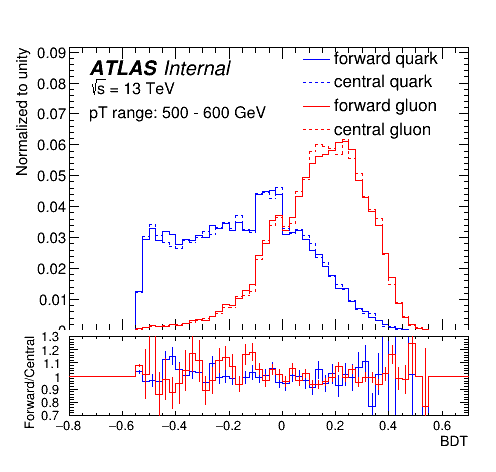 Normalized to unity
0.09
0.08
0.07
0.06
0.05
0.04
0.03
0.02
0.01
0
ATLAS Internal
√s = 13 TeV
pT range: 500 - 600 GeV
forward quark
central quark
forward gluon
central gluon
Forward/Central
1.3
1.2
1.1
1
0.9
0.8
0.7
−0.8 −0.6 −0.4 −0.2 0 0.2 0.4 0.6
BDT